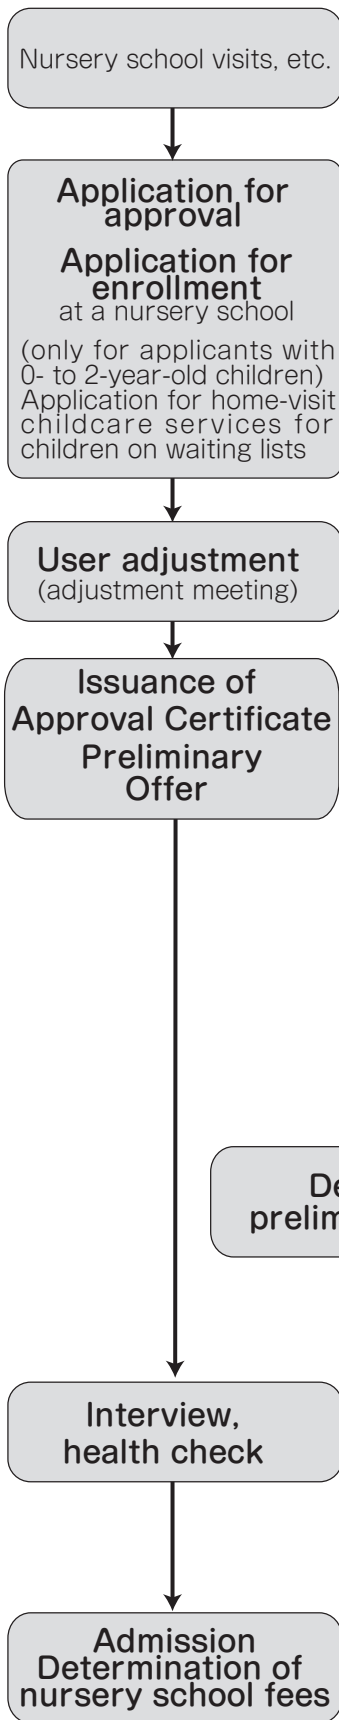 Nursery school visits, etc.
Application for
approval
Application for
enrollment
at a nursery school
(only for applicants with
0- to 2-year-old children)
Application for home-visit
childcare services for
children on waiting lists
User adjustment
(adjustment meeting)
Issuance of
Approval Certificate
Preliminary
Offer
Interview,
health check
Admission
Determination of
nursery school fees